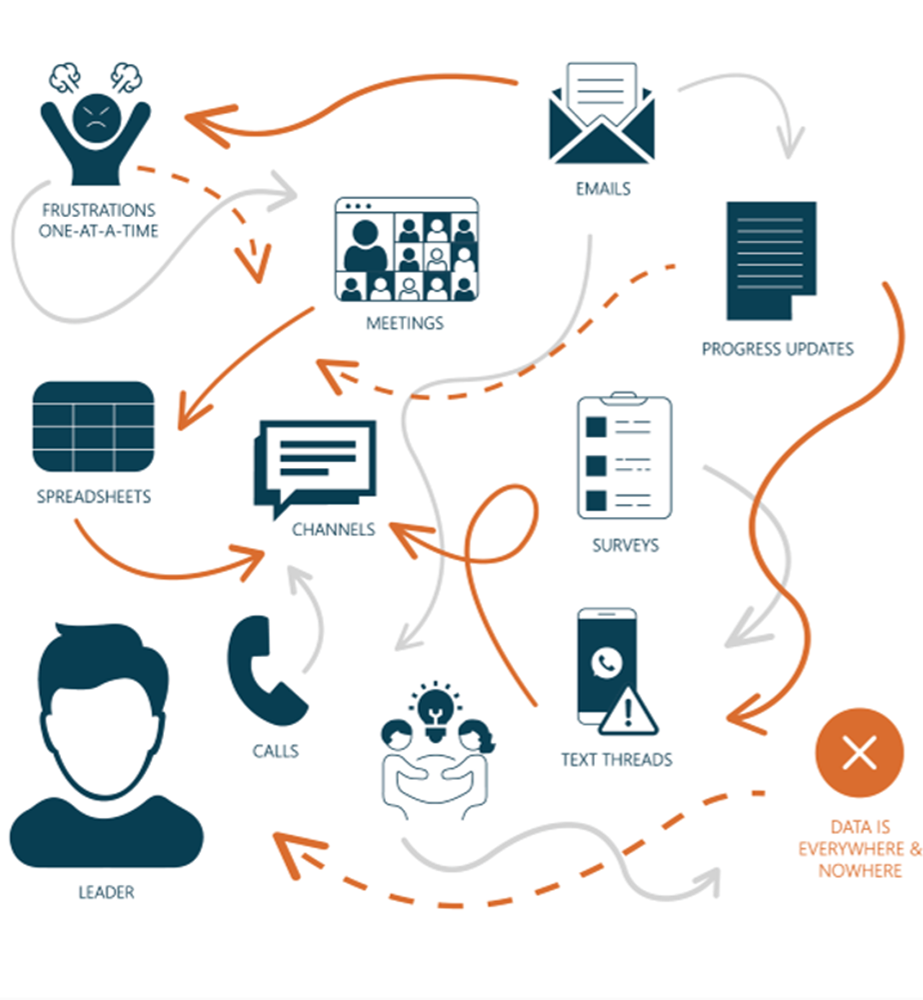 EMAILS
FRUSTRATIONS
ONE-AT-A-TIME
MEETINGS
PROGRESS UPDATES
SPREADSHEETS
CHANNELS
SURVEYS
CALLS
TEXT THREADS
DATA IS
EVERYWHERE &
NOWHERE
LEADER